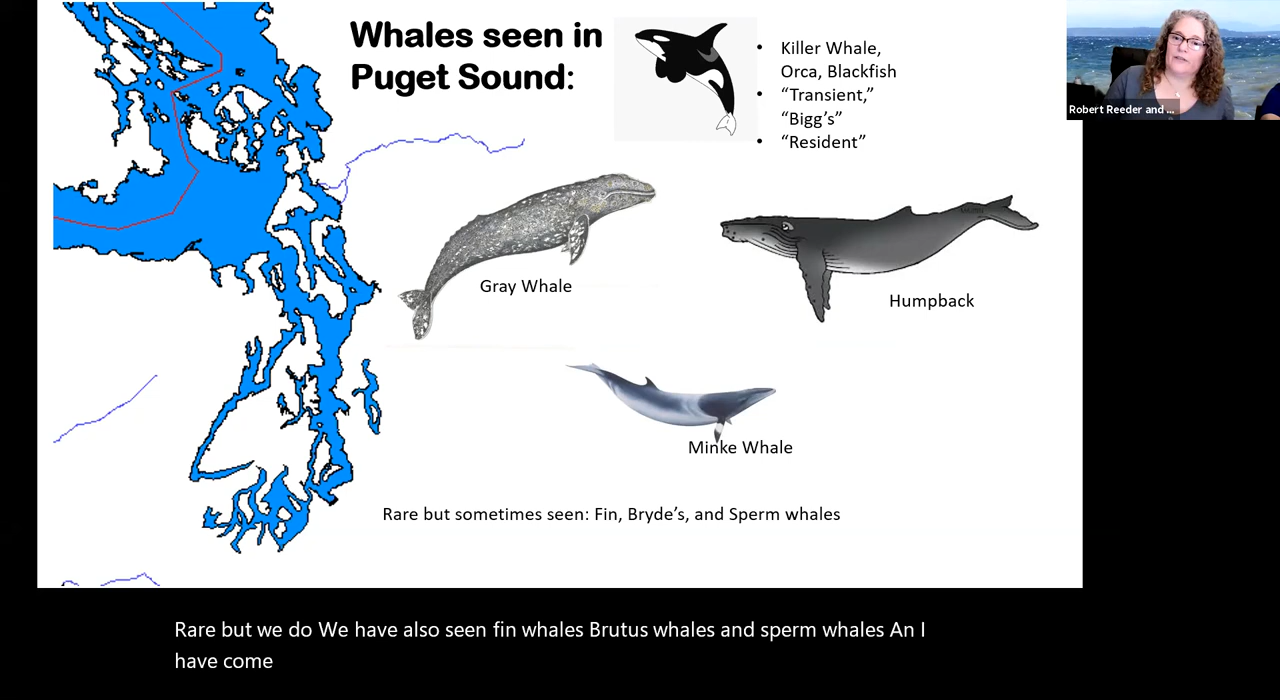 Whales seen in
Puget Sound:
• Killer Whale,
Orca, Blackfish
• “Transient,”
“Bigg’s”
• “Resident”
Robert Reeder and ...
Gray Whale
Humpback
Minke Whale
Rare but sometimes seen: Fin, Bryde’s, and Sperm whales
Rare but we do We have also seen fin whales Brutus whales and sperm whales An I
have come